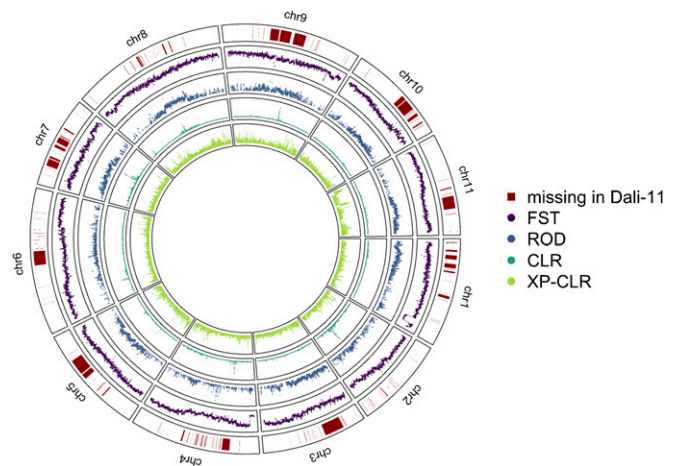 chr9
chr8
chr10
chr7
chr11
chr6
chr1
chr5
chr2
chr4
chr3
missing in Dali-11
FST
ROD
CLR
XP-CLR